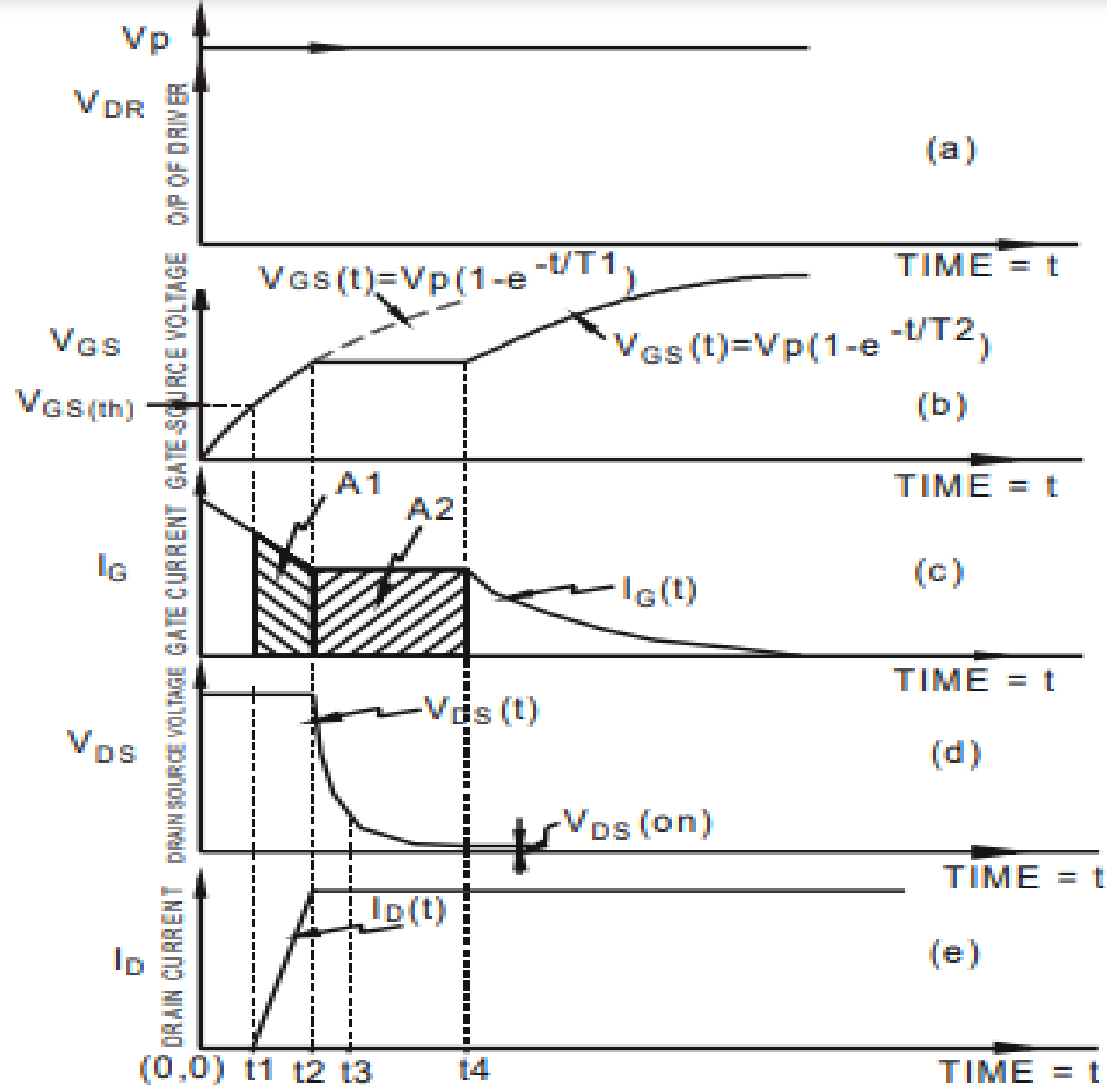 Vp
VDR
O/P OF DRIVER
(a)
TIME = t
VGS(t)=Vp(1-e -t/T1)
VGS
GATE-SOURCE VOLTAGE
VGS(t)=Vp(1-e -t/T2)
VGS(th)
(b)
TIME = t
A1
A2
IG
GATE CURRENT
IG(t)
(c)
TIME = t
VDS
DRAIN SOURCE VOLTAGE
VDS(t)
(d)
VDS(on)
TIME = t
ID
DRAIN CURRENT
ID(t)
(e)
(0,0) t1 t2 t3 t4
TIME = t